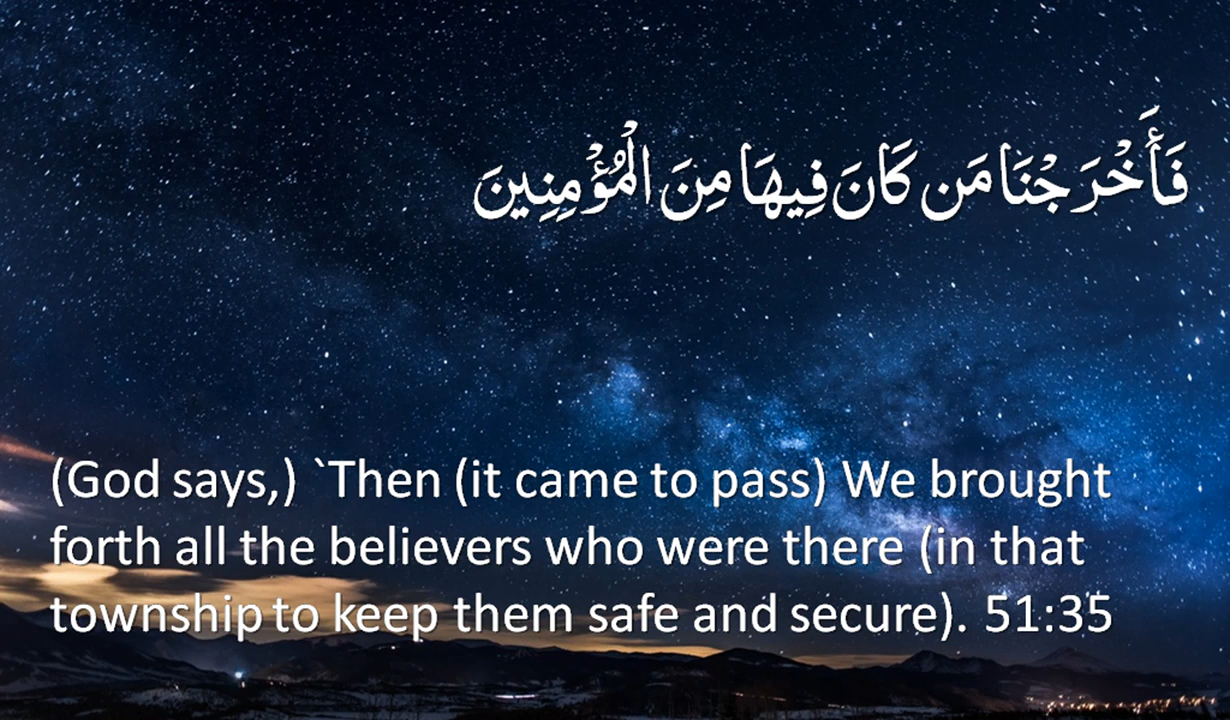 فَأَخْرَجْنَا مَن كَانَ فِيهَا مِنَ الْمُؤْمِنِينَ
(God says,) `Then (it came to pass) We brought
forth all the believers who were there (in that
township to keep them safe and secure). 51:35